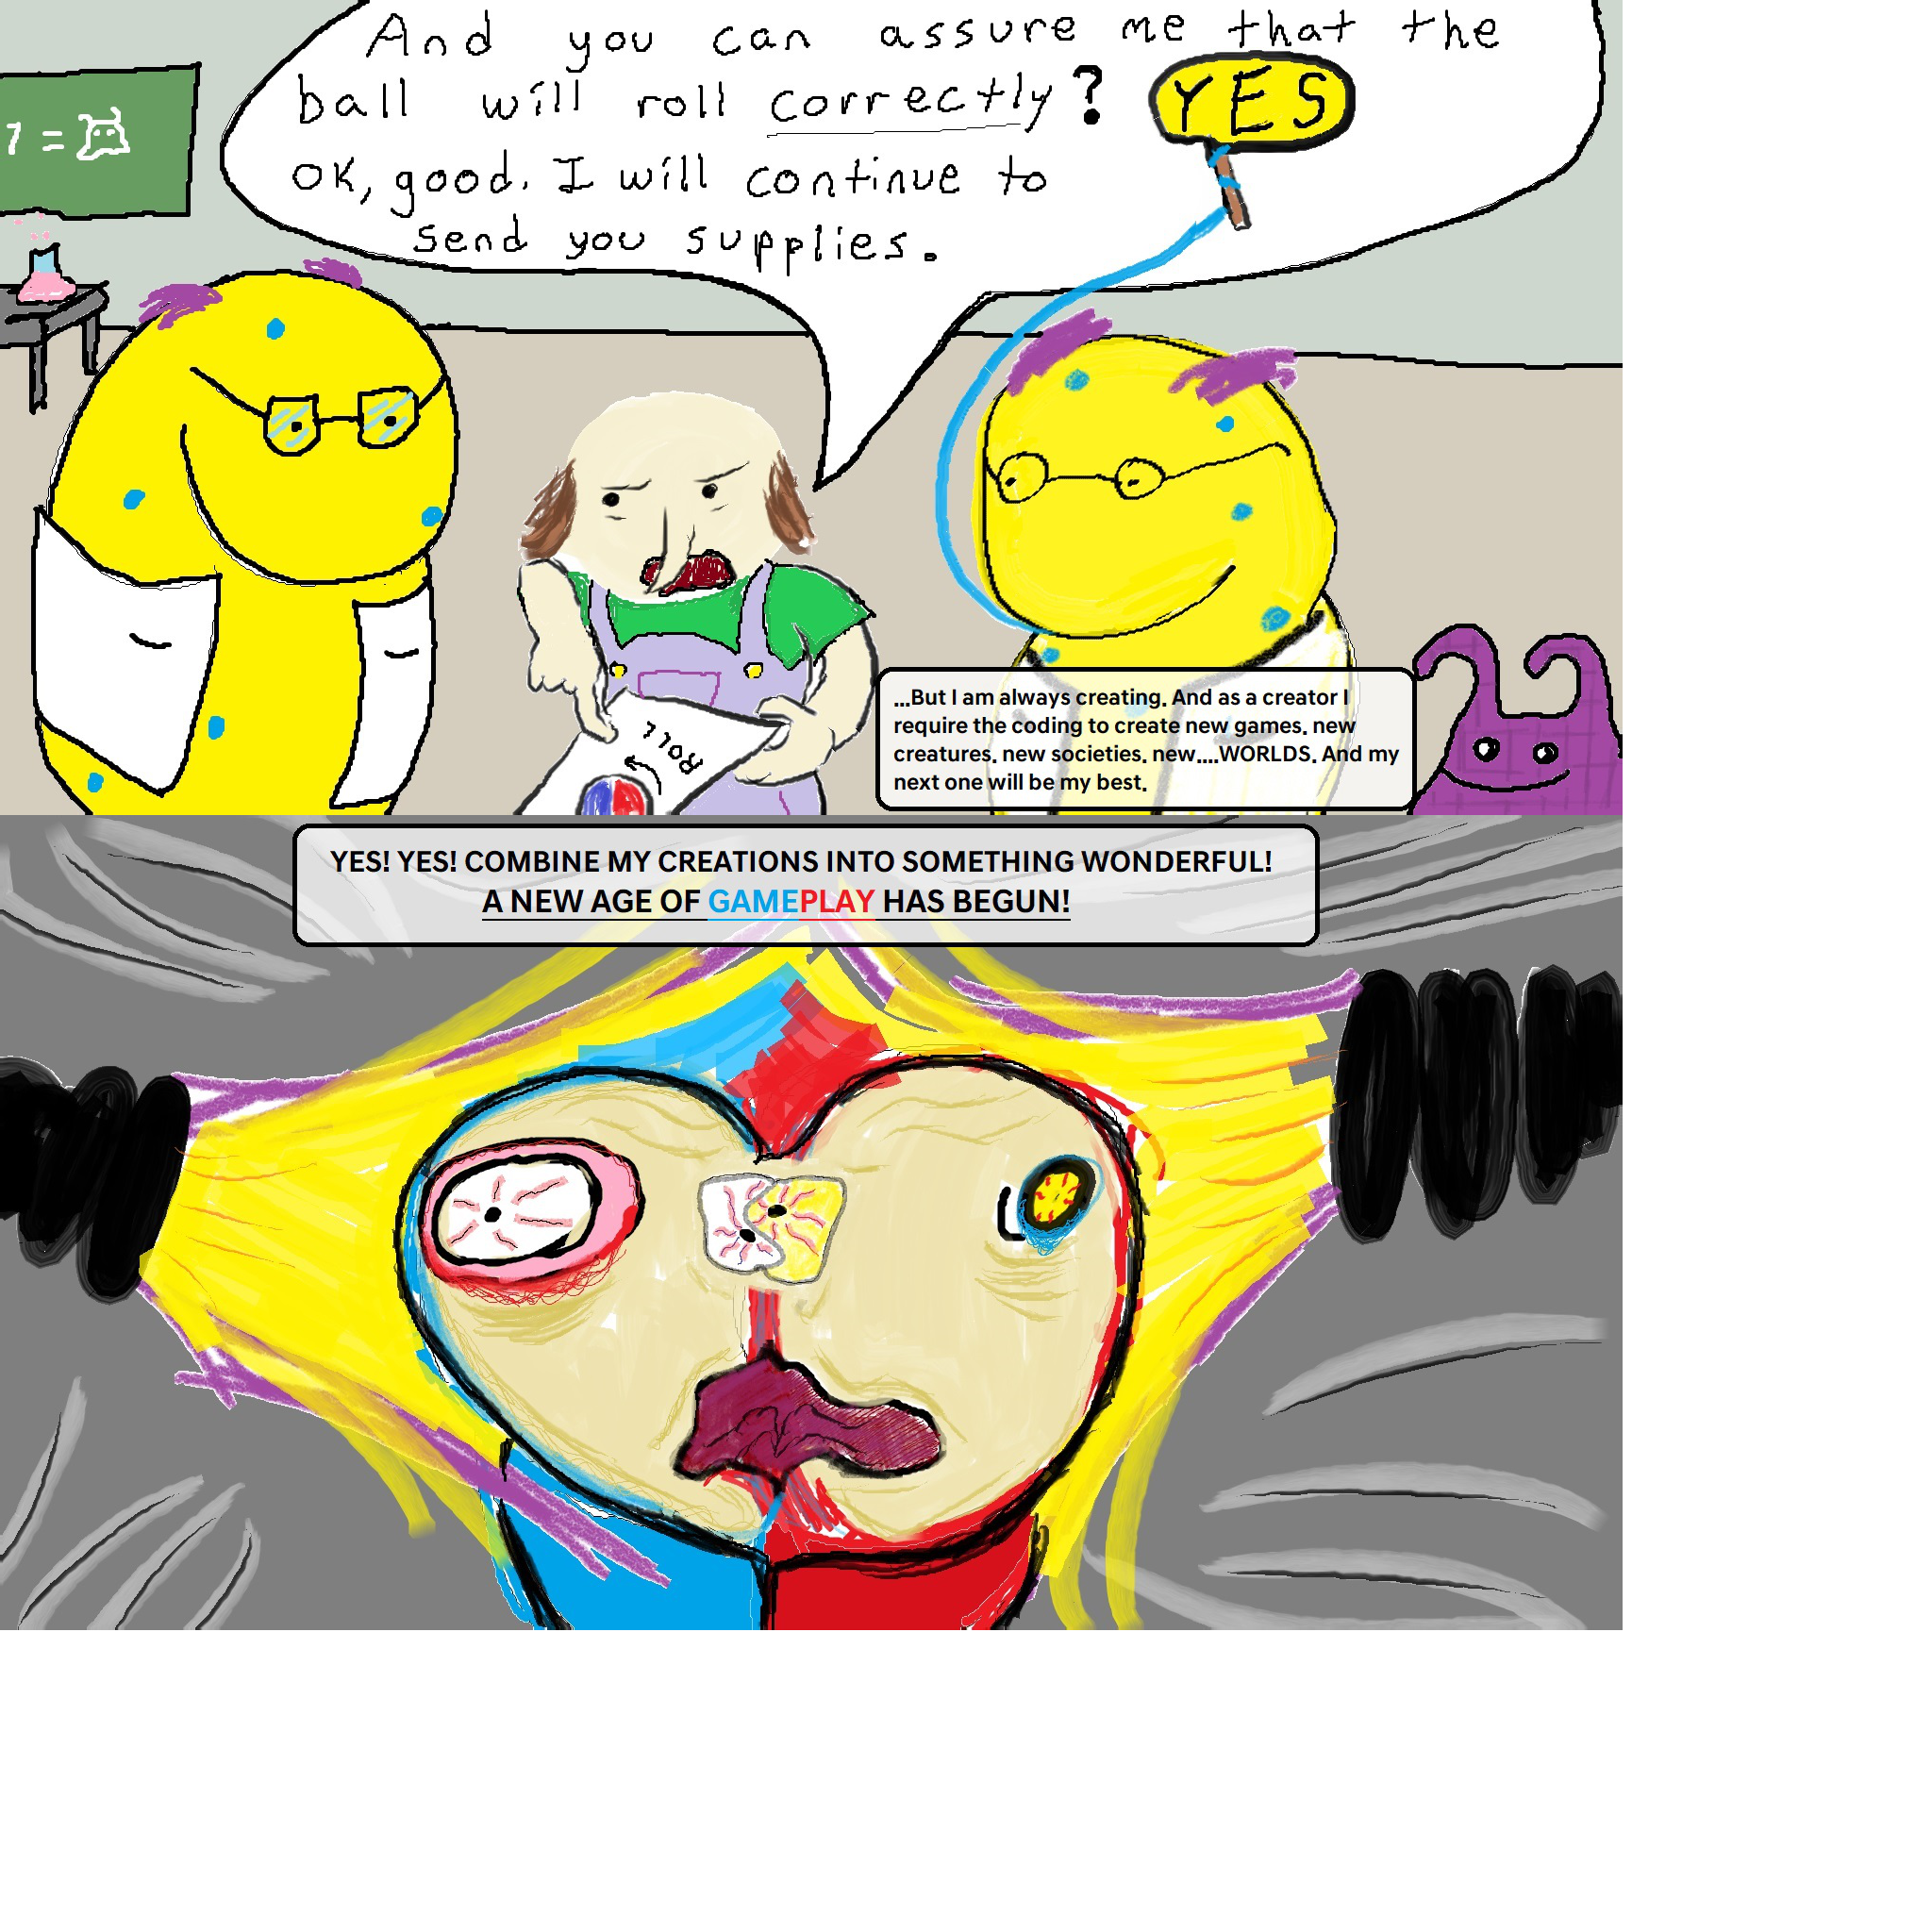 And you can assure me that the
ball will roll correctly? YES
OK, good. I will continue to
send you supplies.
1 =
ROLL
...But I am always creating. And as a creator I
require the coding to create new games. new
creatures. new societies. new....WORLDS. And my
next one will be my best.
YES! YES! COMBINE MY CREATIONS INTO SOMETHING WONDERFUL!
A NEW AGE OF GAMEPLAY HAS BEGUN!